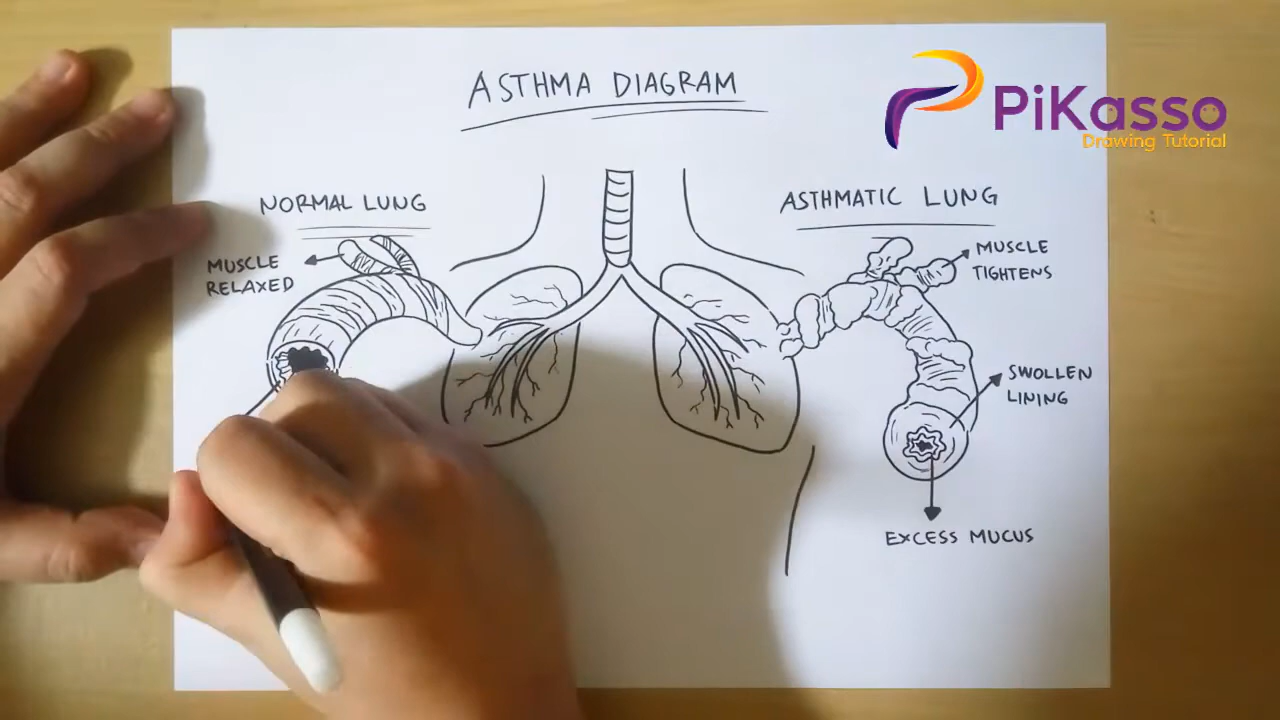 ASTHMA DIAGRAM
PiKasso
Drawing Tutorial
NORMAL LUNG
ASTHMATIC LUNG
MUSCLE
RELAXED
MUSCLE
TIGHTENS
SWOLLEN
LINING
EXCESS MUCUS